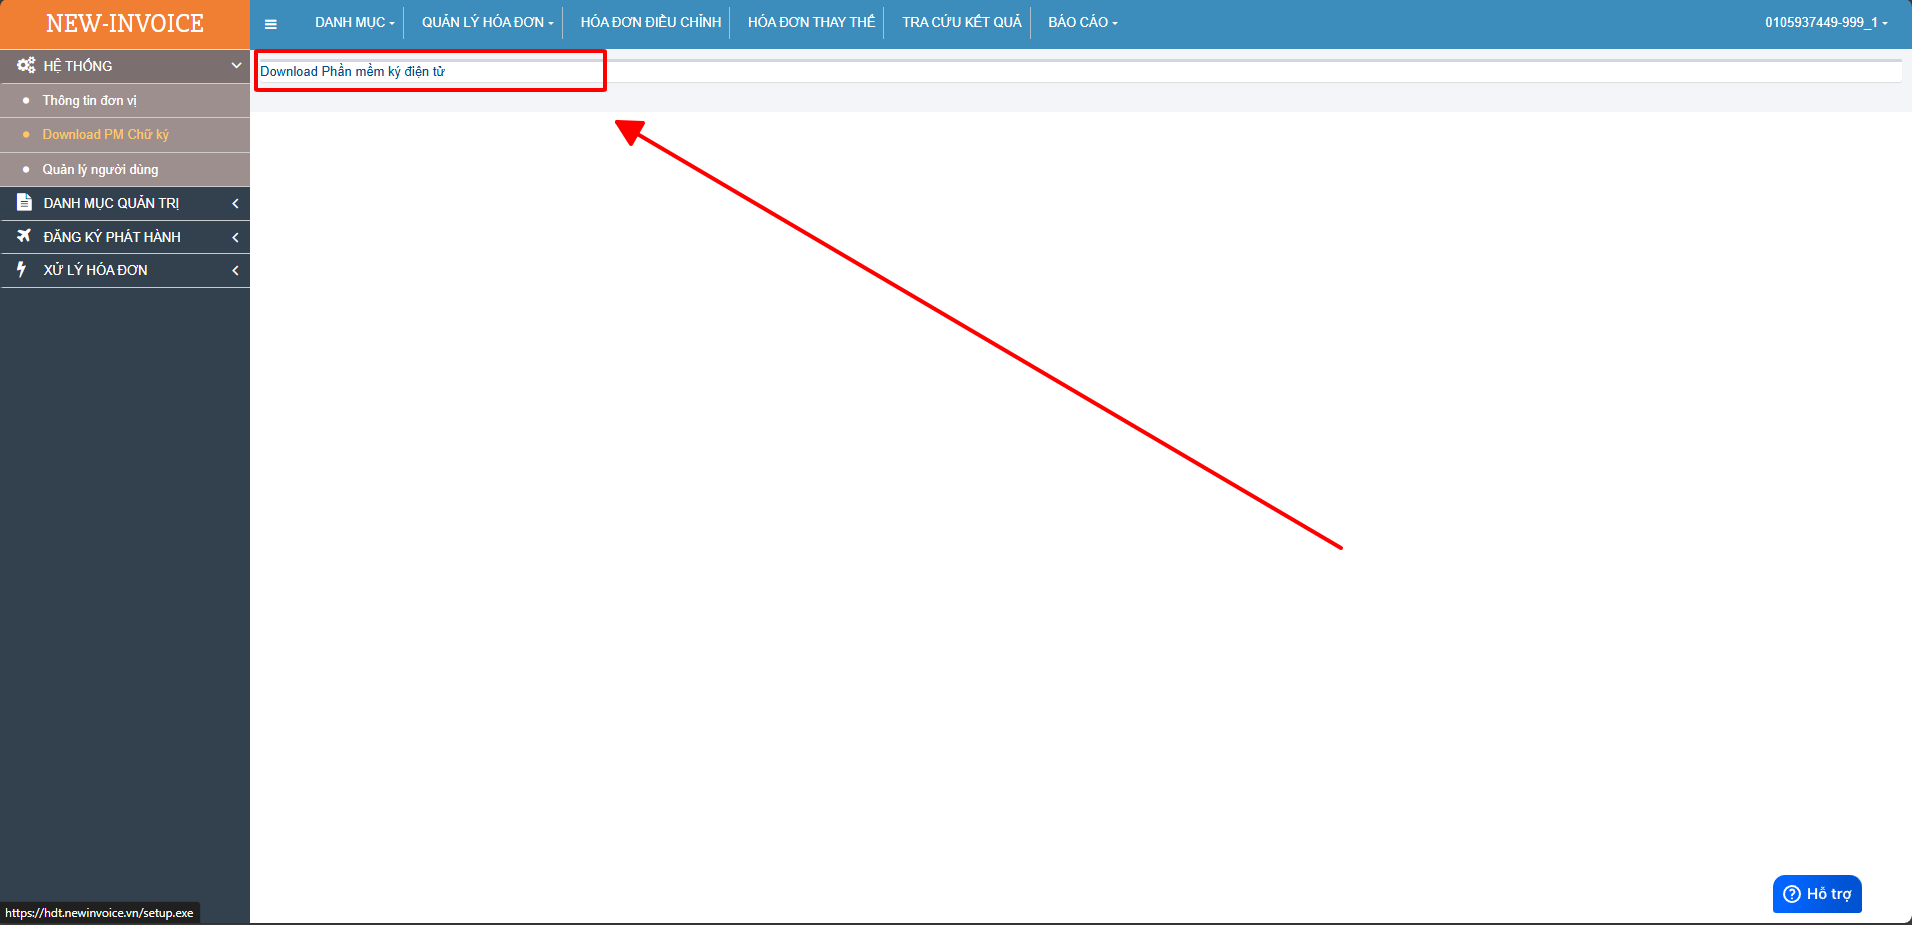 NEW-INVOICE
DANH MỤC
QUẢN LÝ HÓA ĐƠN
HÓA ĐƠN ĐIỀU CHỈNH
HÓA ĐƠN THAY THẾ
TRA CỨU KẾT QUẢ
BÁO CÁO
0105937449-999_1
HỆ THỐNG
Thông tin đơn vị
Download PM Chữ ký
Quản lý người dùng
DANH MỤC QUẢN TRỊ
ĐĂNG KÝ PHÁT HÀNH
XỬ LÝ HÓA ĐƠN
Download Phần mềm ký điện tử
Hỗ trợ
https://hdt.newinvoice.vn/setup.exe